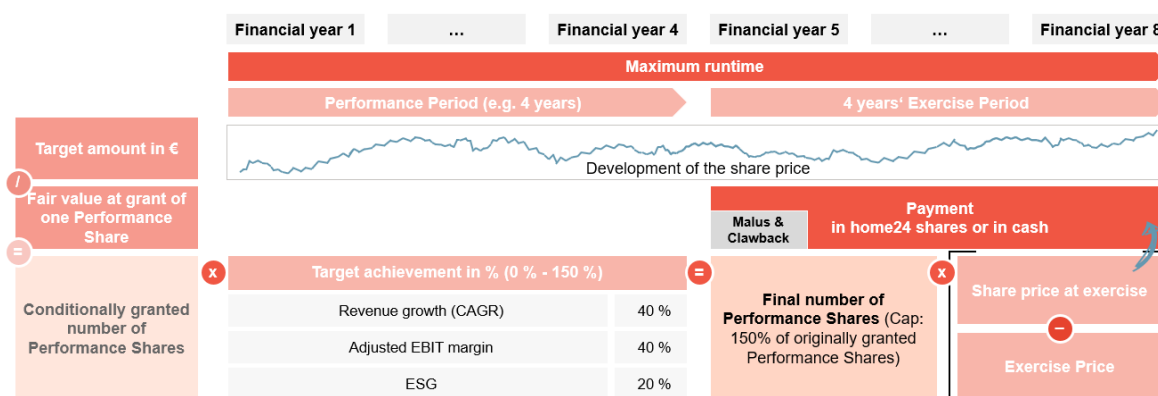 Financial year 1
…
Financial year 4
Financial year 5
…
Financial year 8
Maximum runtime
Performance Period (e.g. 4 years)
4 years‘ Exercise Period
Target amount in €
Development of the share price
/
Fair value at grant of
one Performance
Share
Payment
in home24 shares or in cash
Malus &
Clawback
=
Conditionally granted
number of
Performance Shares
x
Target achievement in % (0 % - 150 %)
Revenue growth (CAGR)
40 %
Adjusted EBIT margin
40 %
ESG
20 %
=
Final number of
Performance Shares (Cap:
150% of originally granted
Performance Shares)
x
Share price at exercise
–
Exercise Price